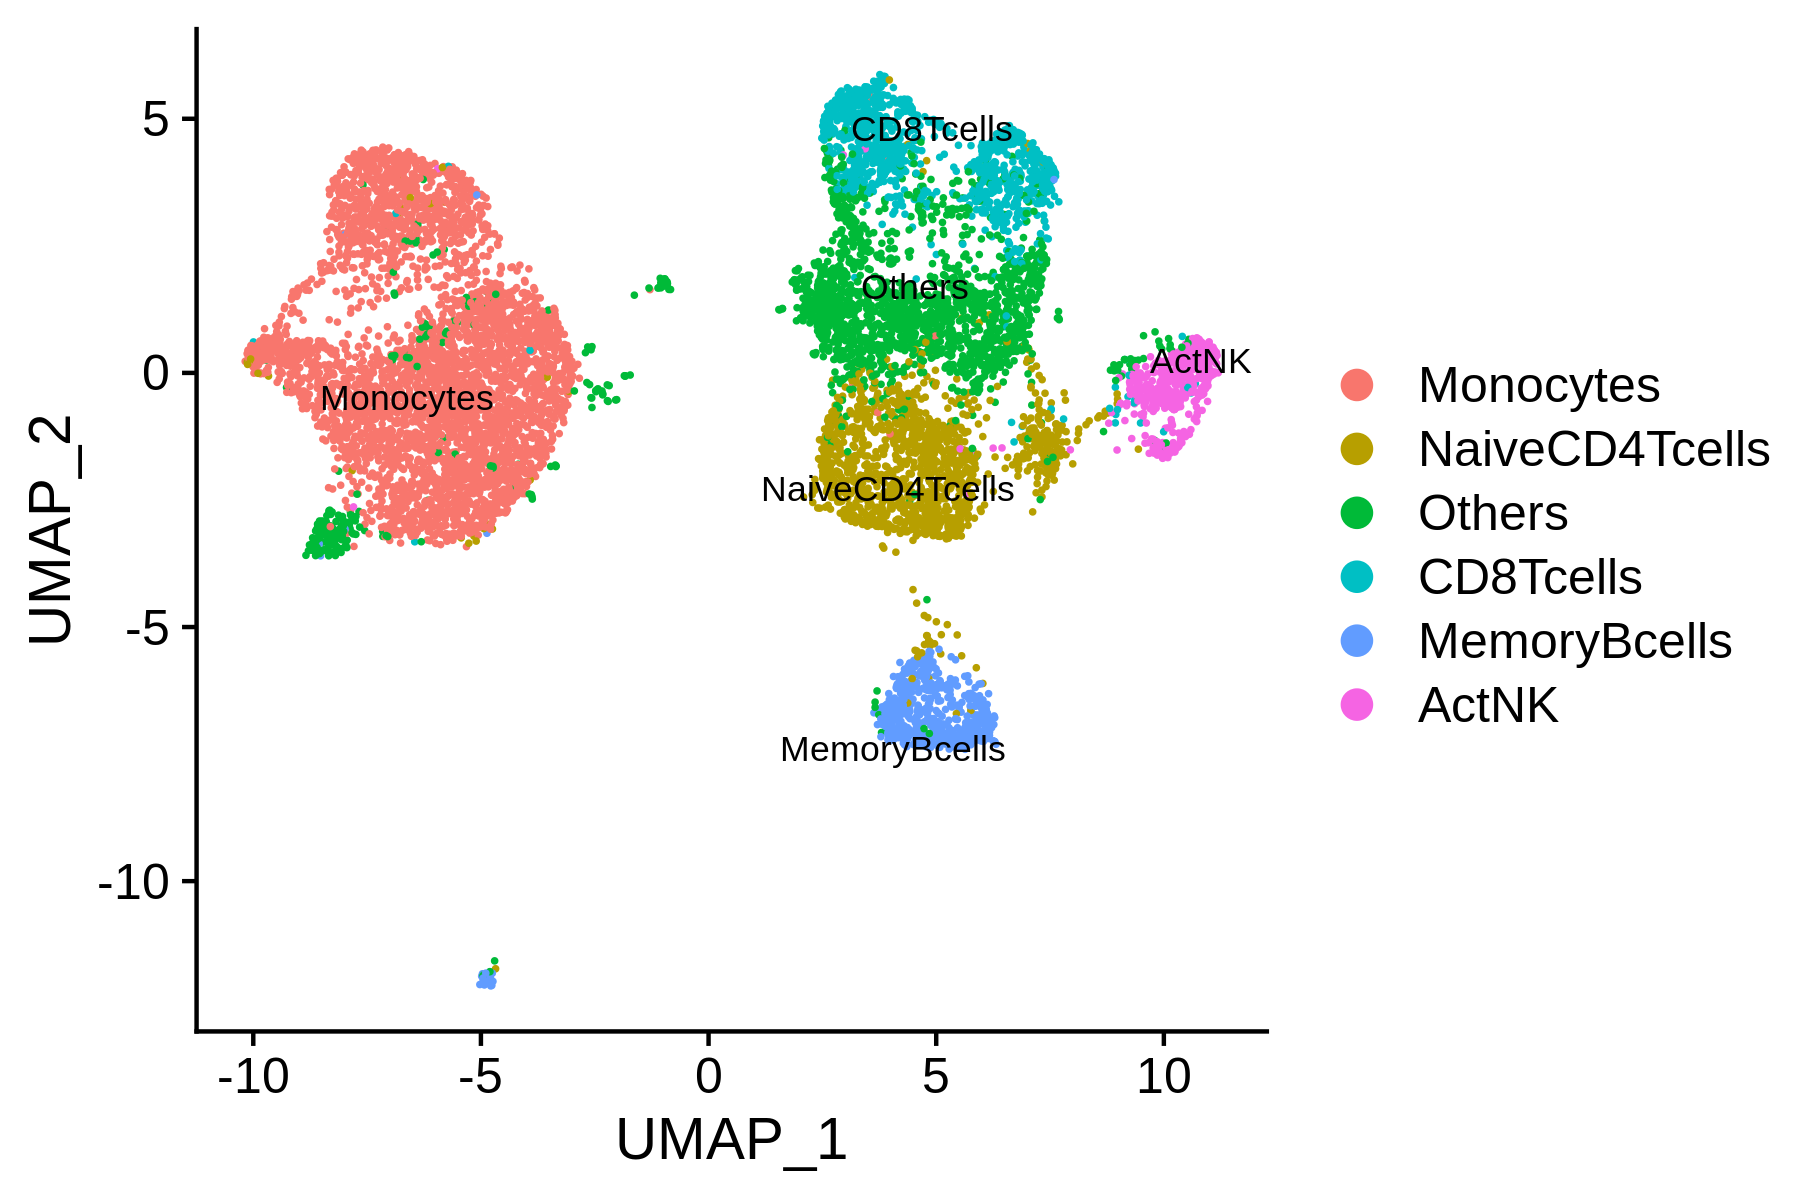 CD8Tcells
Others
Monocytes
ActNK
NaiveCD4Tcells
MemoryBcells
5
0
-5
-10
UMAP_2
-10
-5
0
5
10
UMAP_1
Monocytes
NaiveCD4Tcells
Others
CD8Tcells
MemoryBcells
ActNK